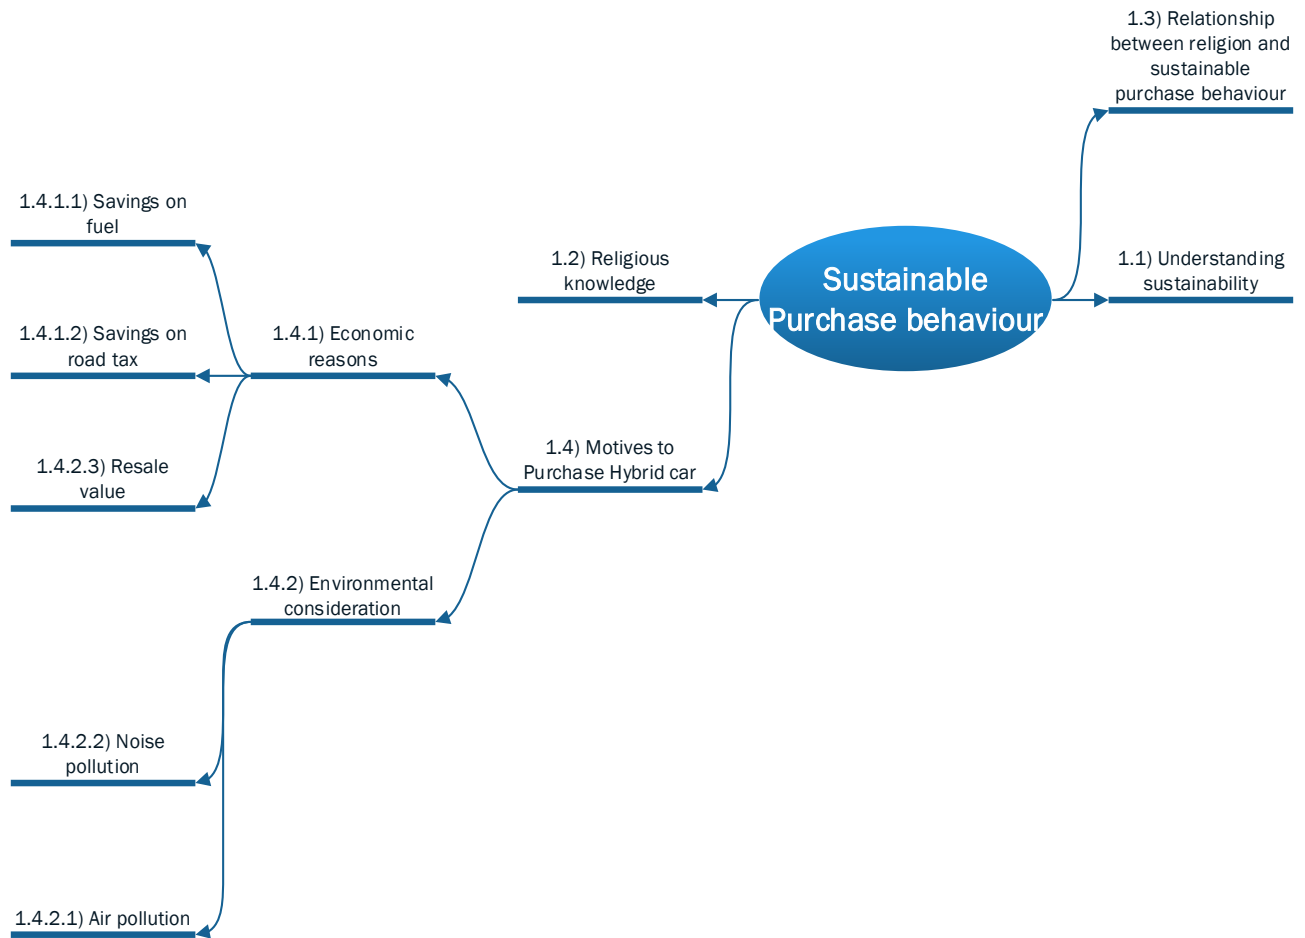 1.3) Relationship
between religion and
sustainable
purchase behaviour
1.4.1.1) Savings on
fuel
1.2) Religious
knowledge
Sustainable
Purchase behaviour
1.1) Understanding
sustainability
1.4.1.2) Savings on
road tax
1.4.1) Economic
reasons
1.4.2.3) Resale
value
1.4) Motives to
Purchase Hybrid car
1.4.2) Environmental
consideration
1.4.2.2) Noise
pollution
1.4.2.1) Air pollution